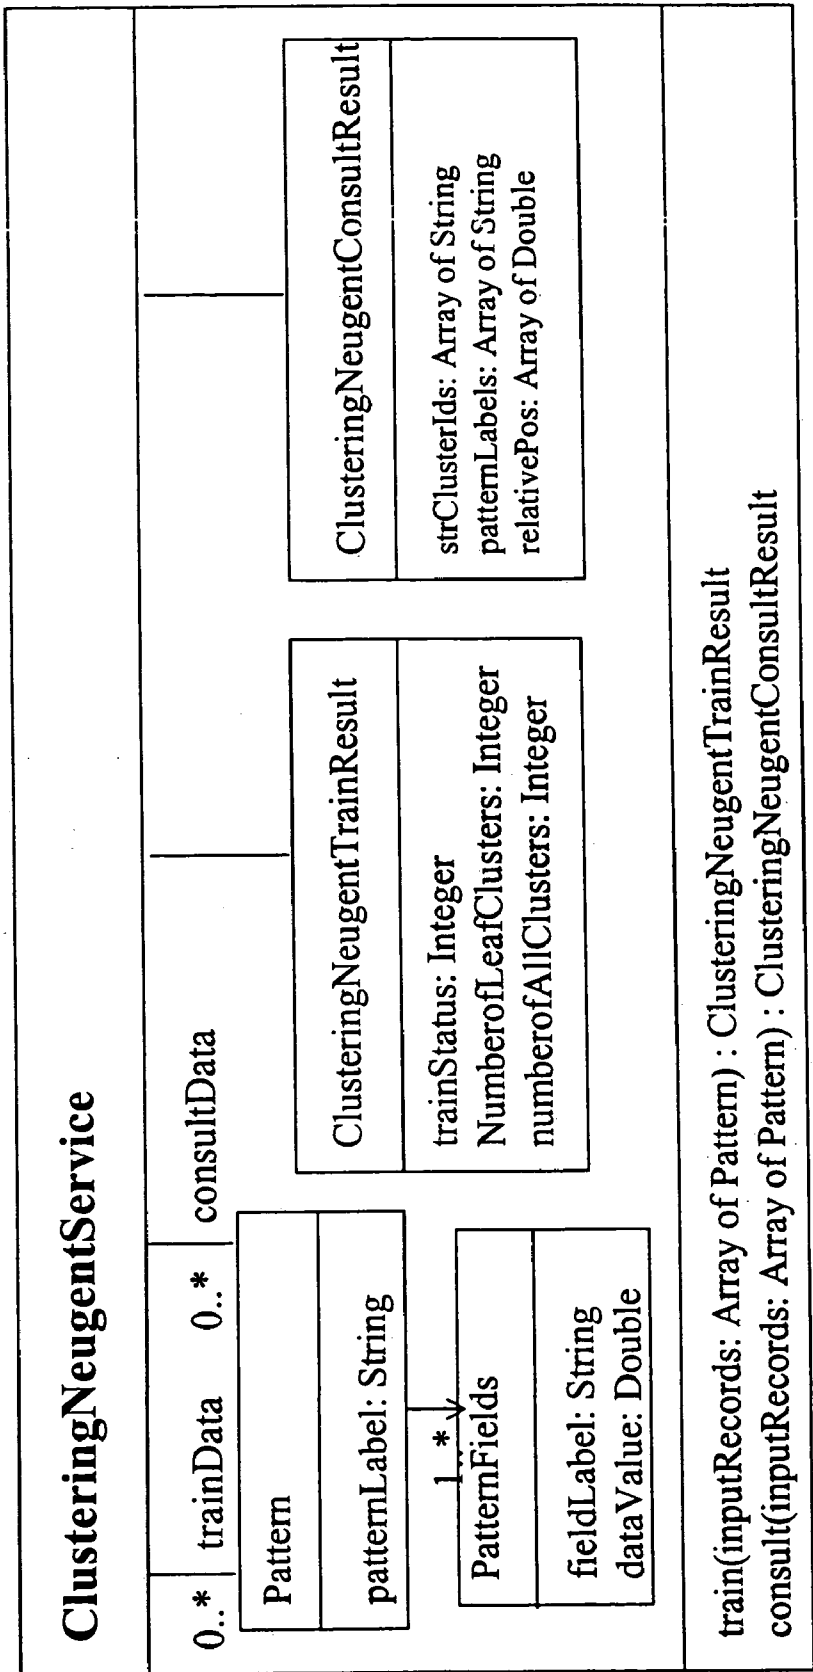 ClusteringNeugentService
0..* trainData 0..* consultData
Pattern
patternLabel: String
1..*
PatternFields
fieldLabel: String
dataValue: Double
ClusteringNeugentTrainResult
trainStatus: Integer
NumberofLeafClusters: Integer
numberofAllClusters: Integer
ClusteringNeugentConsultResult
strClusterIds: Array of String
patternLabels: Array of String
relativePos: Array of Double
train(inputRecords: Array of Pattern) : ClusteringNeugentTrainResult
consult(inputRecords: Array of Pattern) : ClusteringNeugentConsultResult